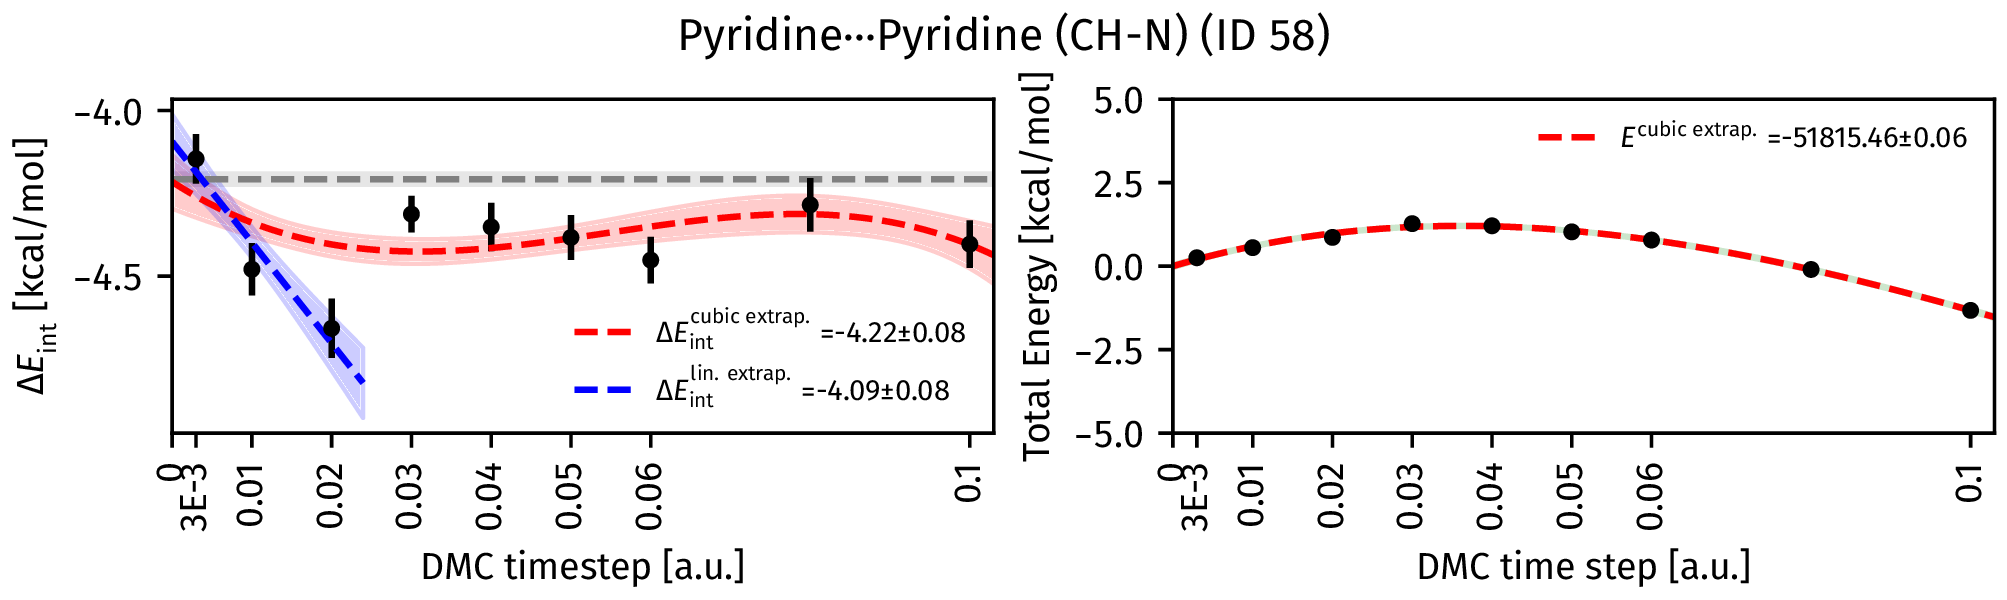 Pyridine···Pyridine (CH-N) (ID 58)
ΔE_int [kcal/mol]
−4.0
−4.5
ΔE_int^cubic extrap. =-4.22±0.08
ΔE_int^lin. extrap. =-4.09±0.08
0
3E-3
0.01
0.02
0.03
0.04
0.05
0.06
0.1
DMC timestep [a.u.]
Total Energy [kcal/mol]
5.0
2.5
0.0
−2.5
−5.0
E^cubic extrap. =-51815.46±0.06
0
3E-3
0.01
0.02
0.03
0.04
0.05
0.06
0.1
DMC time step [a.u.]